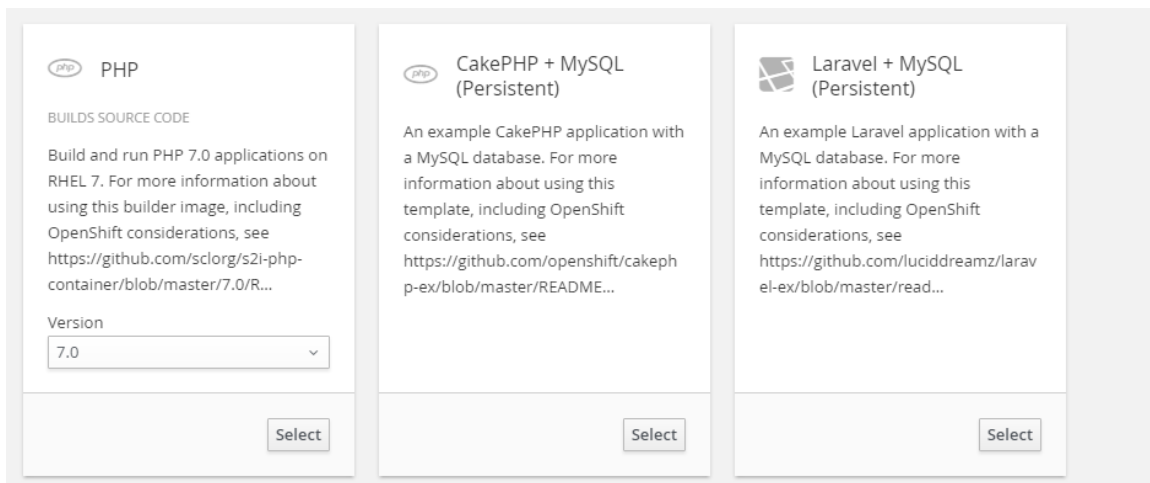 php PHP
BUILDS SOURCE CODE
Build and run PHP 7.0 applications on
RHEL 7. For more information about
using this builder image, including
OpenShift considerations, see
https://github.com/sclorg/s2i-php-
container/blob/master/7.0/R...
Version
7.0
Select
php CakePHP + MySQL
(Persistent)
An example CakePHP application with
a MySQL database. For more
information about using this
template, including OpenShift
considerations, see
https://github.com/openshift/cakeph
p-ex/blob/master/README...
Select
Laravel + MySQL
(Persistent)
An example Laravel application with a
MySQL database. For more
information about using this
template, including OpenShift
considerations, see
https://github.com/luciddreamz/larav
el-ex/blob/master/read...
Select